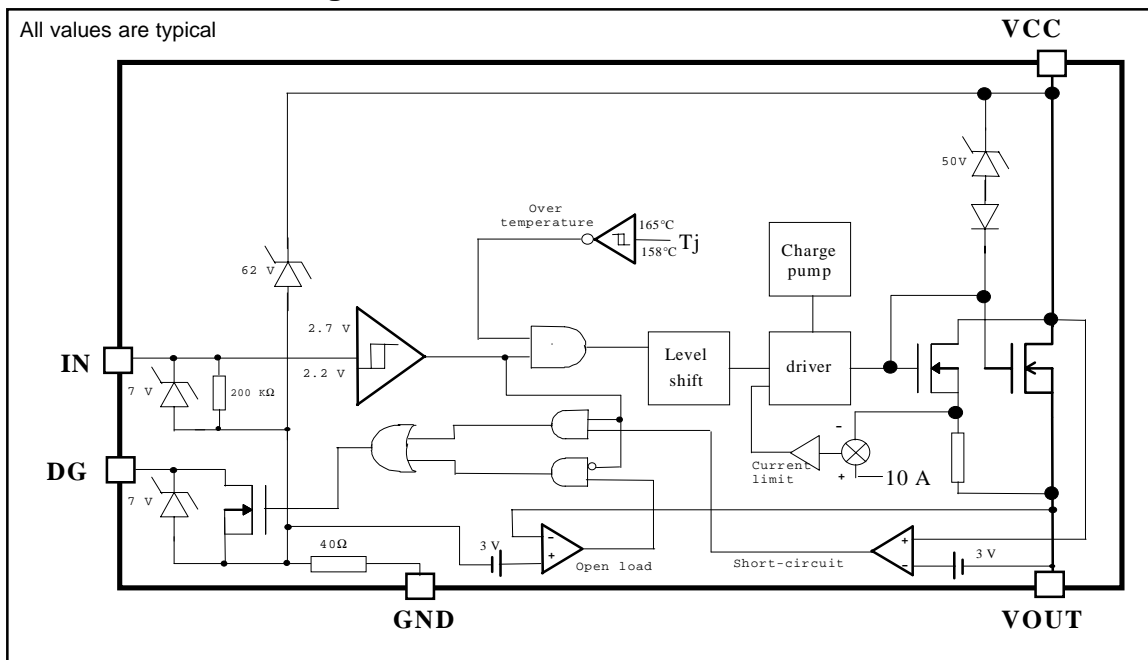 All values are typical
VCC
50V
Over
temperature
165°C
158°C
Tj
Charge
pump
62 V
2.7 V
2.2 V
IN
7 V
200 KΩ
Level
shift
driver
DG
7 V
-
+
10 A
Current
limit
40Ω
3 V
-
+
Open load
Short-circuit
+
-
3 V
GND
VOUT